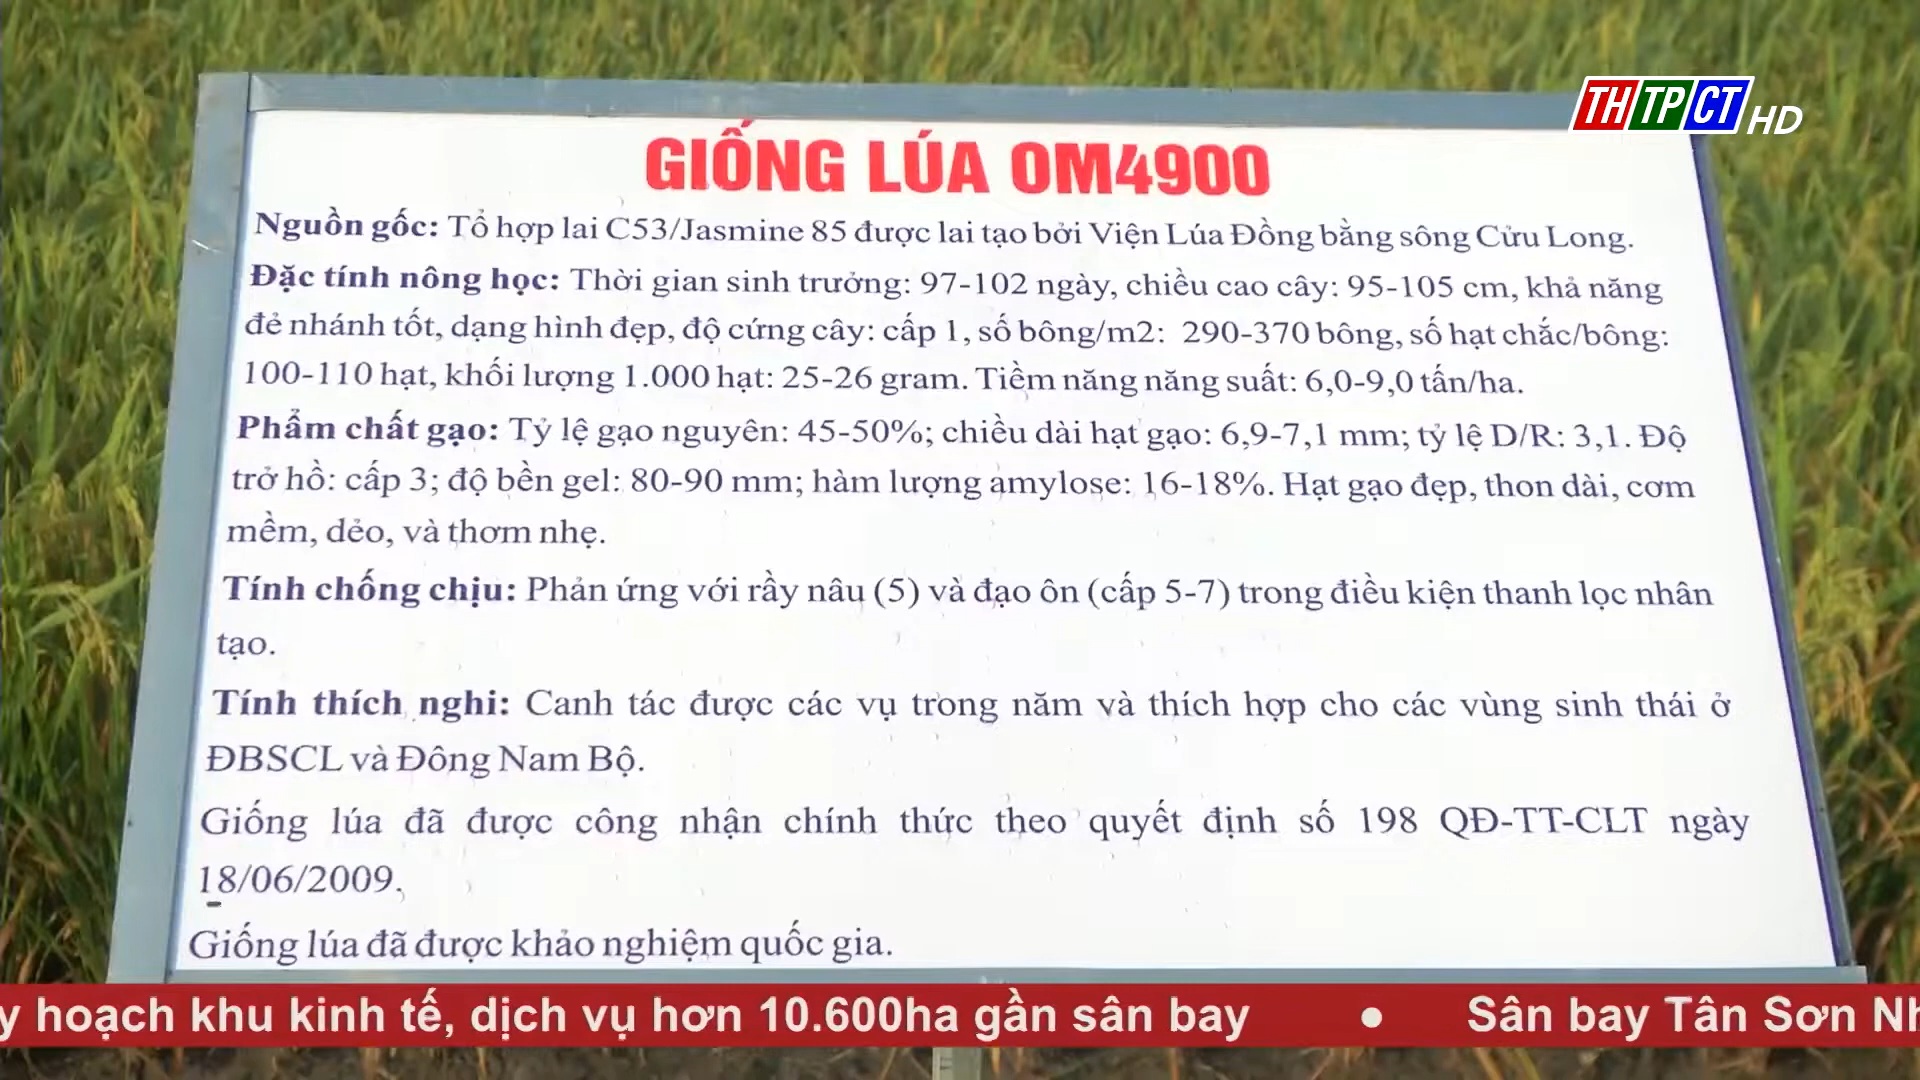 TH TP CT HD
GIỐNG LÚA OM4900
Nguồn gốc: Tổ hợp lai C53/Jasmine 85 được lai tạo bởi Viện Lúa Đồng bằng sông Cửu Long.
Đặc tính nông học: Thời gian sinh trưởng: 97-102 ngày, chiều cao cây: 95-105 cm, khả năng
đẻ nhánh tốt, dạng hình đẹp, độ cứng cây: cấp 1, số bông/m2: 290-370 bông, số hạt chắc/bông:
100-110 hạt, khối lượng 1.000 hạt: 25-26 gram. Tiềm năng năng suất: 6,0-9,0 tấn/ha.
Phẩm chất gạo: Tỷ lệ gạo nguyên: 45-50%; chiều dài hạt gạo: 6,9-7,1 mm; tỷ lệ D/R: 3,1. Độ
trở hồ: cấp 3; độ bền gel: 80-90 mm; hàm lượng amylose: 16-18%. Hạt gạo đẹp, thon dài, cơm
mềm, dẻo, và thơm nhẹ.
Tính chống chịu: Phản ứng với rầy nâu (5) và đạo ôn (cấp 5-7) trong điều kiện thanh lọc nhân
tạo.
Tính thích nghi: Canh tác được các vụ trong năm và thích hợp cho các vùng sinh thái ở
ĐBSCL và Đông Nam Bộ.
Giống lúa đã được công nhận chính thức theo quyết định số 198 QĐ-TT-CLT ngày
18/06/2009.
Giống lúa đã được khảo nghiệm quốc gia.
hoạch khu kinh tế, dịch vụ hơn 10.600ha gần sân bay • Sân bay Tân Sơn